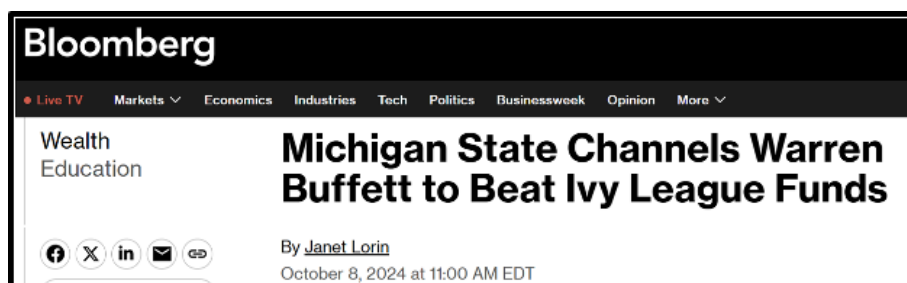 Bloomberg
Live TV Markets Economics Industries Tech Politics Businessweek Opinion More
Wealth
Education
Michigan State Channels Warren
Buffett to Beat Ivy League Funds
By Janet Lorin
October 8, 2024 at 11:00 AM EDT